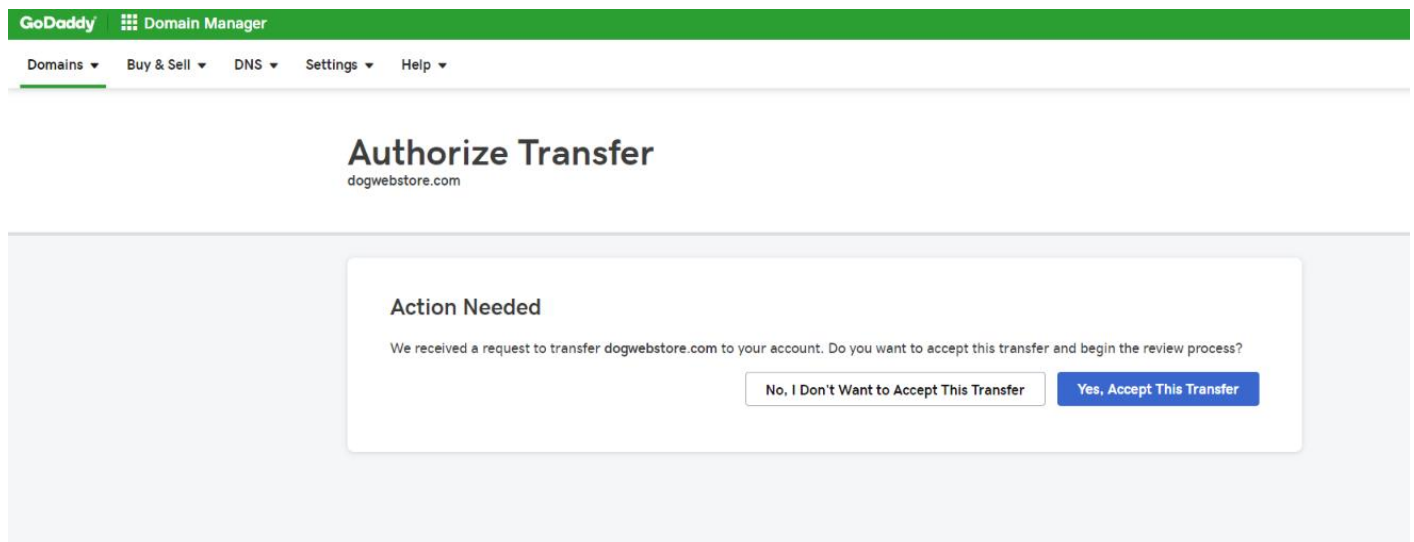 GoDaddy Domain Manager
Domains Buy & Sell DNS Settings Help
Authorize Transfer
dogwebstore.com
Action Needed
We received a request to transfer dogwebstore.com to your account. Do you want to accept this transfer and begin the review process?
No, I Don't Want to Accept This Transfer Yes, Accept This Transfer